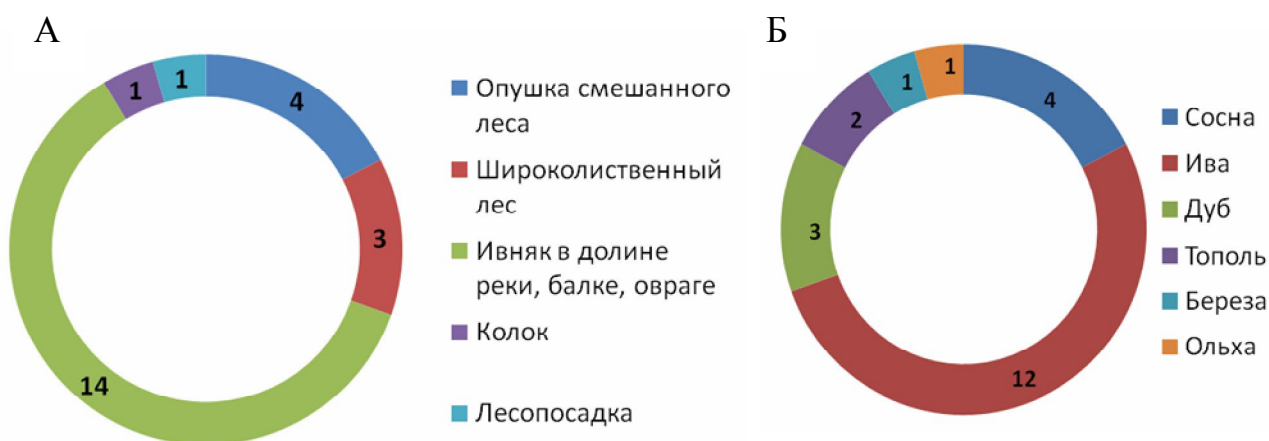 А
1
1
4
3
14
Опушка смешанного
леса
Широколиственный
лес
Ивняк в долине
реки, балке, овраге
Колок
Лесопосадка
Б
1
1
4
2
3
12
Сосна
Ива
Дуб
Тополь
Береза
Ольха